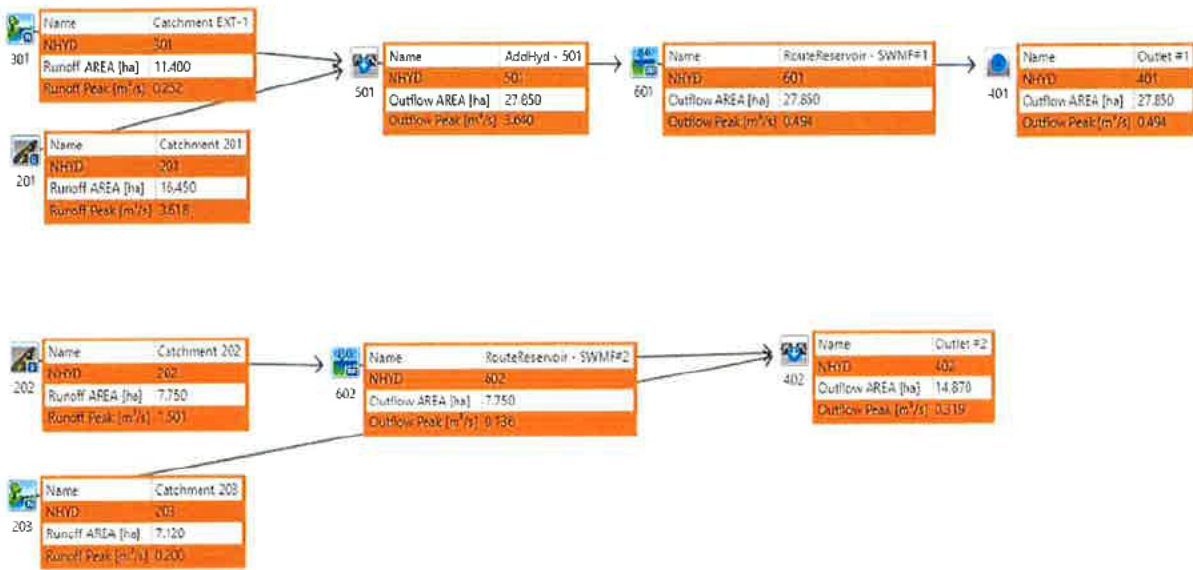 Name Catchment EXT-1
NHYD 301
Runoff AREA [ha] 11.400
Runoff Peak [m³/s] 0.252
301
Name AddHyd - 501
NHYD 501
Outflow AREA [ha] 27.850
Outflow Peak [m³/s] 3.640
501
Name RouteReservoir - SWMF#1
NHYD 601
Outflow AREA [ha] 27.850
Outflow Peak [m³/s] 0.494
601
Name Outlet #1
NHYD 401
Outflow AREA [ha] 27.850
Outflow Peak [m³/s] 0.494
401
Name Catchment 201
NHYD 201
Runoff AREA [ha] 16.450
Runoff Peak [m³/s] 3.618
201
Name Catchment 202
NHYD 202
Runoff AREA [ha] 7.750
Runoff Peak [m³/s] 1.501
202
Name RouteReservoir - SWMF#2
NHYD 602
Outflow AREA [ha] 7.750
Outflow Peak [m³/s] 0.136
602
Name Outlet #2
NHYD 402
Outflow AREA [ha] 14.870
Outflow Peak [m³/s] 0.319
402
Name Catchment 203
NHYD 203
Runoff AREA [ha] 7.120
Runoff Peak [m³/s] 0.200
203